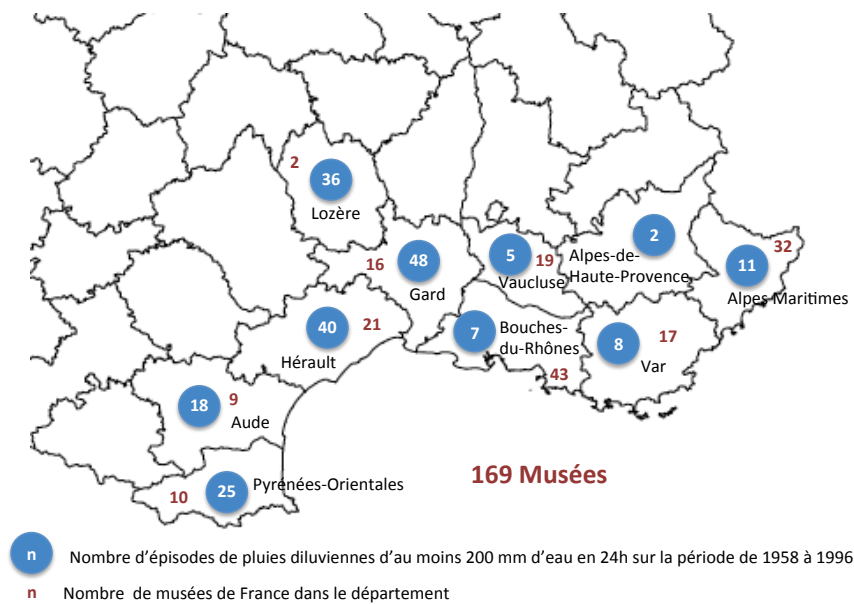 2
36
Lozère
16
48
Gard
5
19
Vaucluse
2
Alpes-de-
Haute-Provence
32
11
Alpes Maritimes
40
21
Hérault
7
Bouches-
du-Rhônes
43
8
17
Var
18
9
Aude
10
25
Pyrénées-Orientales
169 Musées
n Nombre d'épisodes de pluies diluviennes d'au moins 200 mm d'eau en 24h sur la période de 1958 à 1996
n Nombre de musées de France dans le département